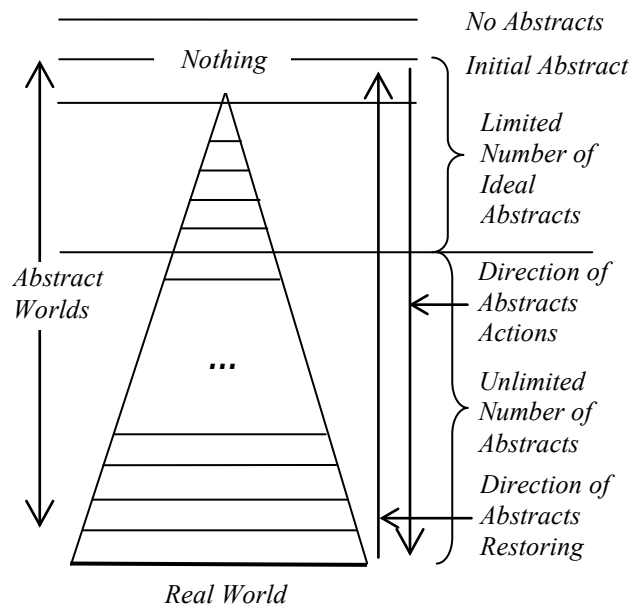 No Abstracts
Nothing
Initial Abstract
Limited
Number of
Ideal
Abstracts
Abstract
Worlds
Direction of
Abstracts
Actions
...
Unlimited
Number of
Abstracts
Direction of
Abstracts
Restoring
Real World